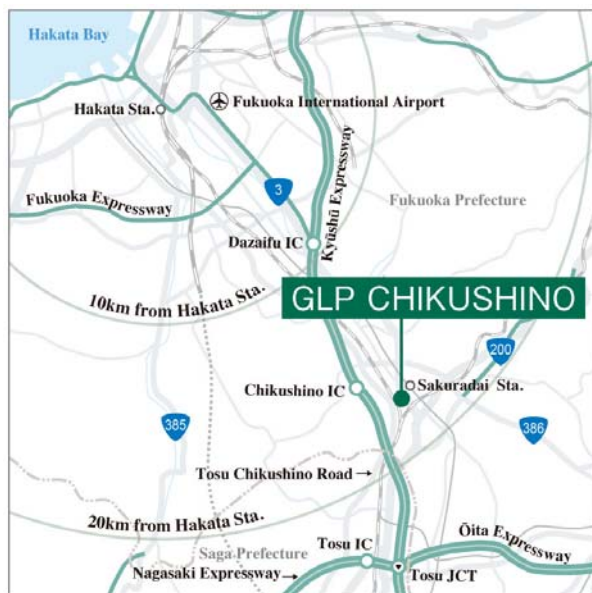 Hakata Bay
Hakata Sta.
Fukuoka International Airport
Fukuoka Expressway
3
Kyūshū Expressway
Fukuoka Prefecture
Dazaifu IC
10km from Hakata Sta.
GLP CHIKUSHINO
200
Chikushino IC
Sakuradai Sta.
385
386
Tosu Chikushino Road →
20km from Hakata Sta.
Saga Prefecture
Tosu IC
Ōita Expressway
Nagasaki Expressway →
Tosu JCT